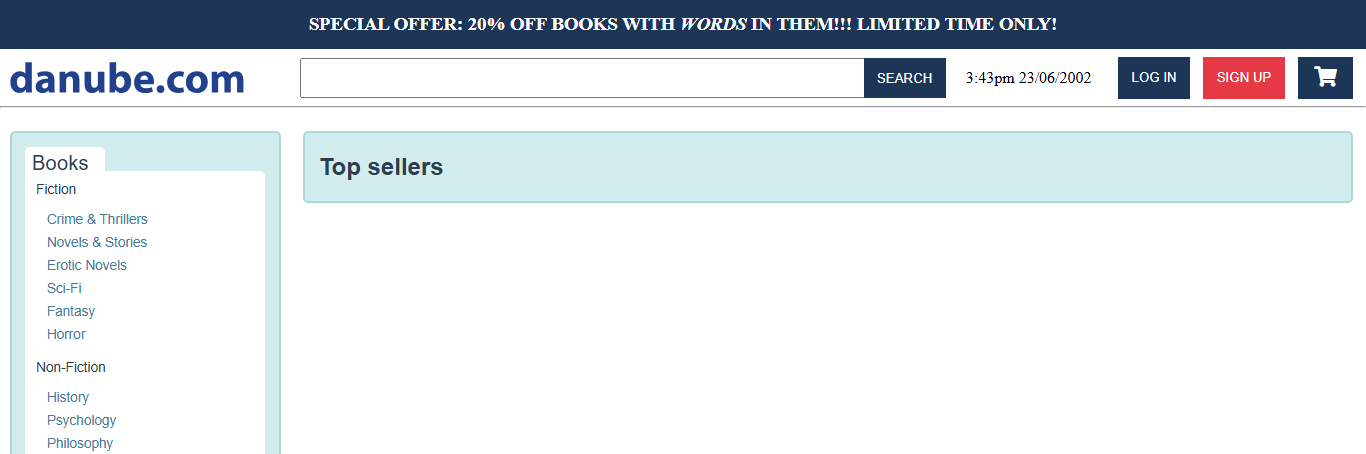 SPECIAL OFFER: 20% OFF BOOKS WITH WORDS IN THEM!!! LIMITED TIME ONLY!
danube.com
SEARCH
3:43pm 23/06/2002
LOG IN
SIGN UP
Books
Fiction
Crime & Thrillers
Novels & Stories
Erotic Novels
Sci-Fi
Fantasy
Horror
Non-Fiction
History
Psychology
Philosophy
Top sellers